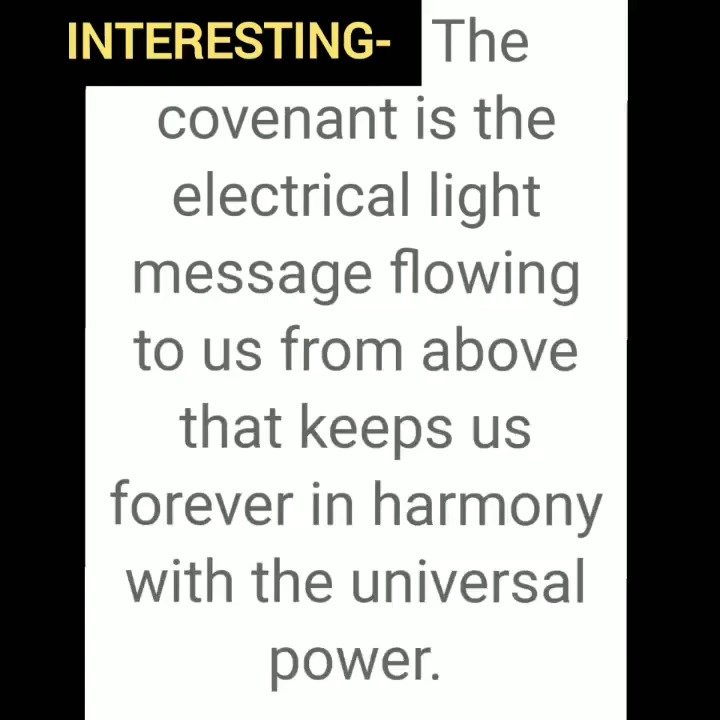 INTERESTING- The
covenant is the
electrical light
message flowing
to us from above
that keeps us
forever in harmony
with the universal
power.